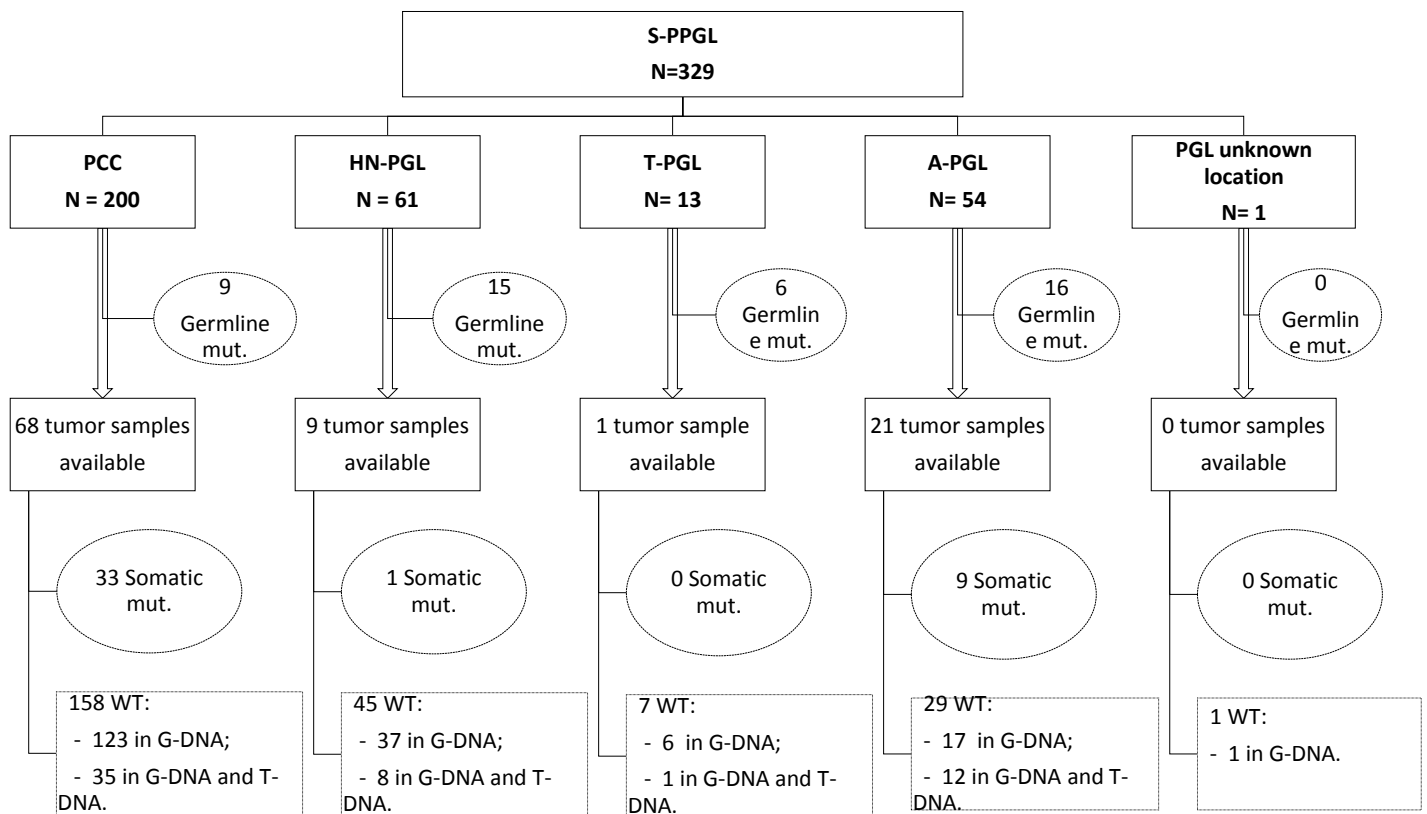 S-PPGL
N=329
PCC
N = 200
HN-PGL
N = 61
T-PGL
N= 13
A-PGL
N= 54
PGL unknown
location
N= 1
9
Germline
mut.
15
Germline
mut.
6
Germlin
e mut.
16
Germlin
e mut.
0
Germlin
e mut.
68 tumor samples
available
9 tumor samples
available
1 tumor sample
available
21 tumor samples
available
0 tumor samples
available
33 Somatic
mut.
1 Somatic
mut.
0 Somatic
mut.
9 Somatic
mut.
0 Somatic
mut.
158 WT:
- 123 in G-DNA;
- 35 in G-DNA and T-
DNA.
45 WT:
- 37 in G-DNA;
- 8 in G-DNA and T-
DNA.
7 WT:
- 6 in G-DNA;
- 1 in G-DNA and T-
DNA.
29 WT:
- 17 in G-DNA;
- 12 in G-DNA and T-
DNA.
1 WT:
- 1 in G-DNA.